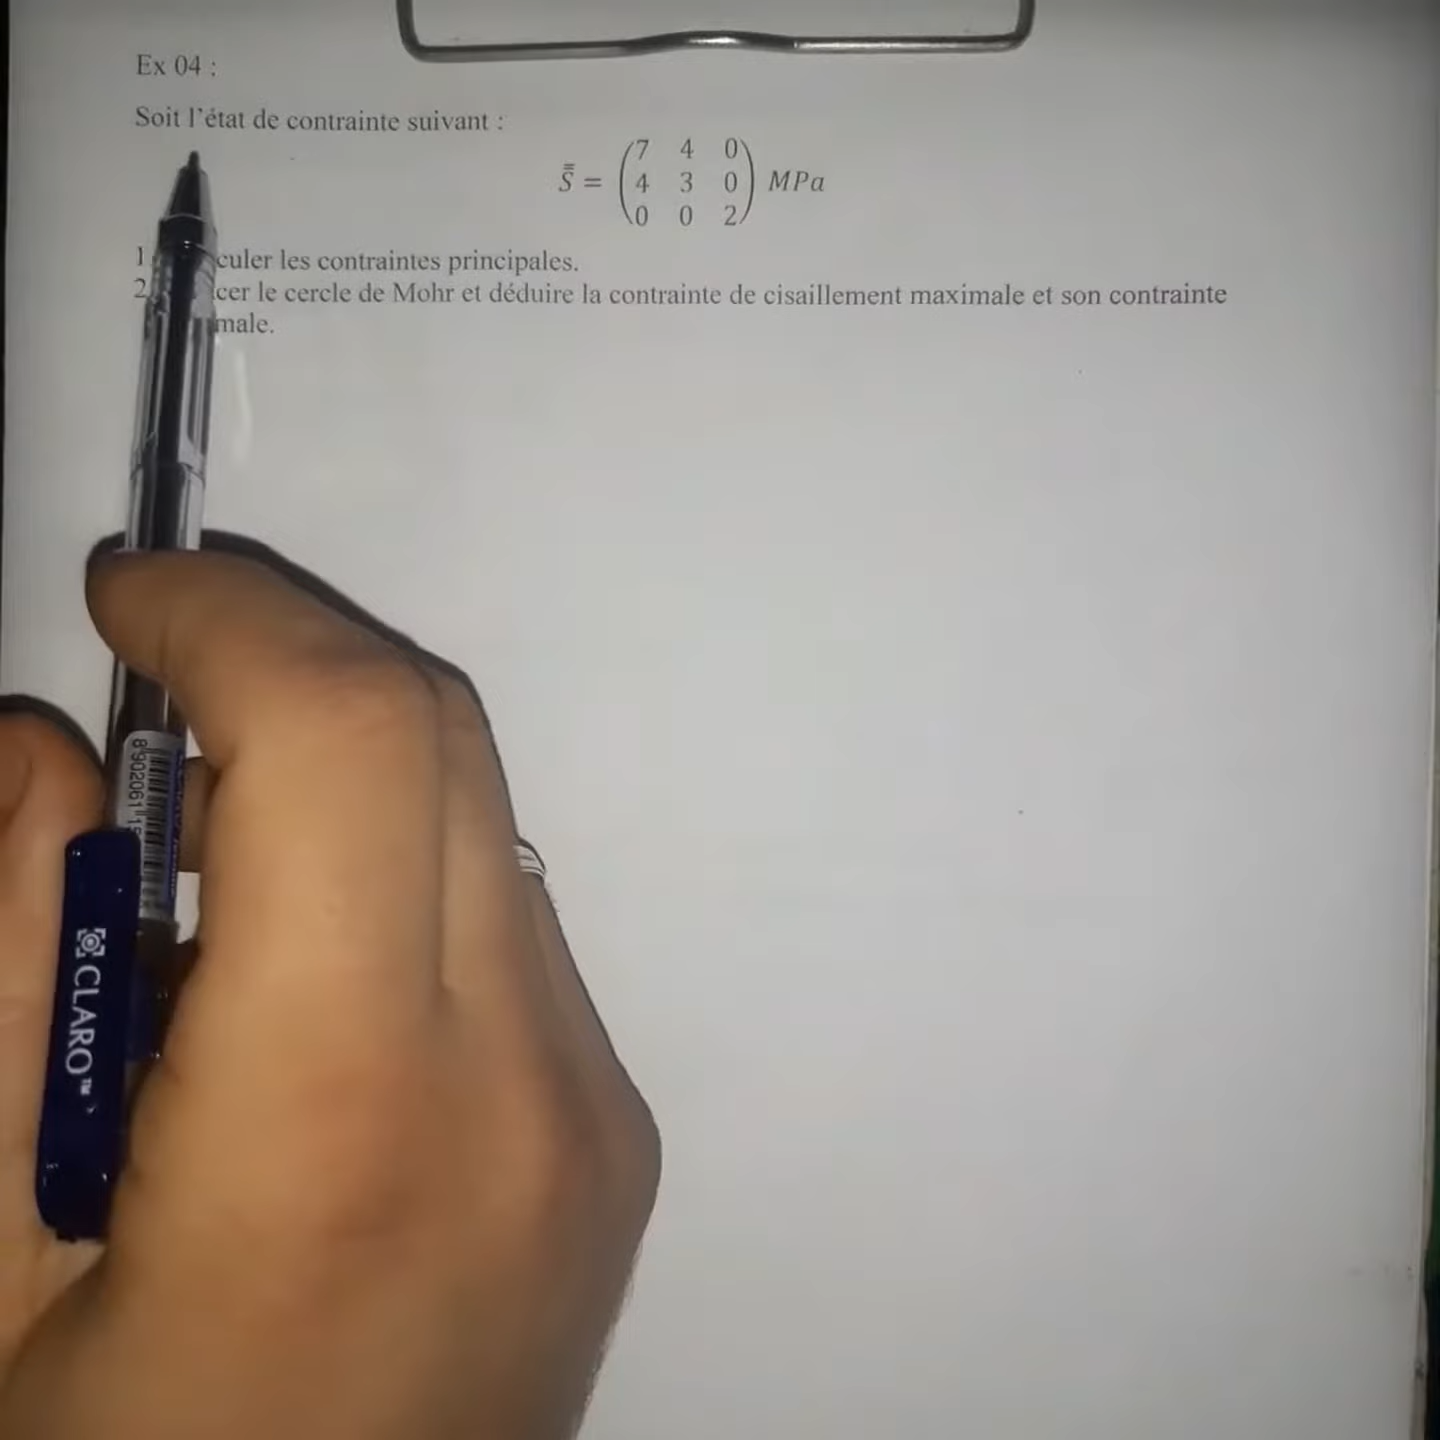 Ex 04 :
Soit l'état de contrainte suivant :
S̿ = (7 4 0
4 3 0
0 0 2) MPa
1 culer les contraintes principales.
2 cer le cercle de Mohr et déduire la contrainte de cisaillement maximale et son contrainte
male.
8902061
CLARO™